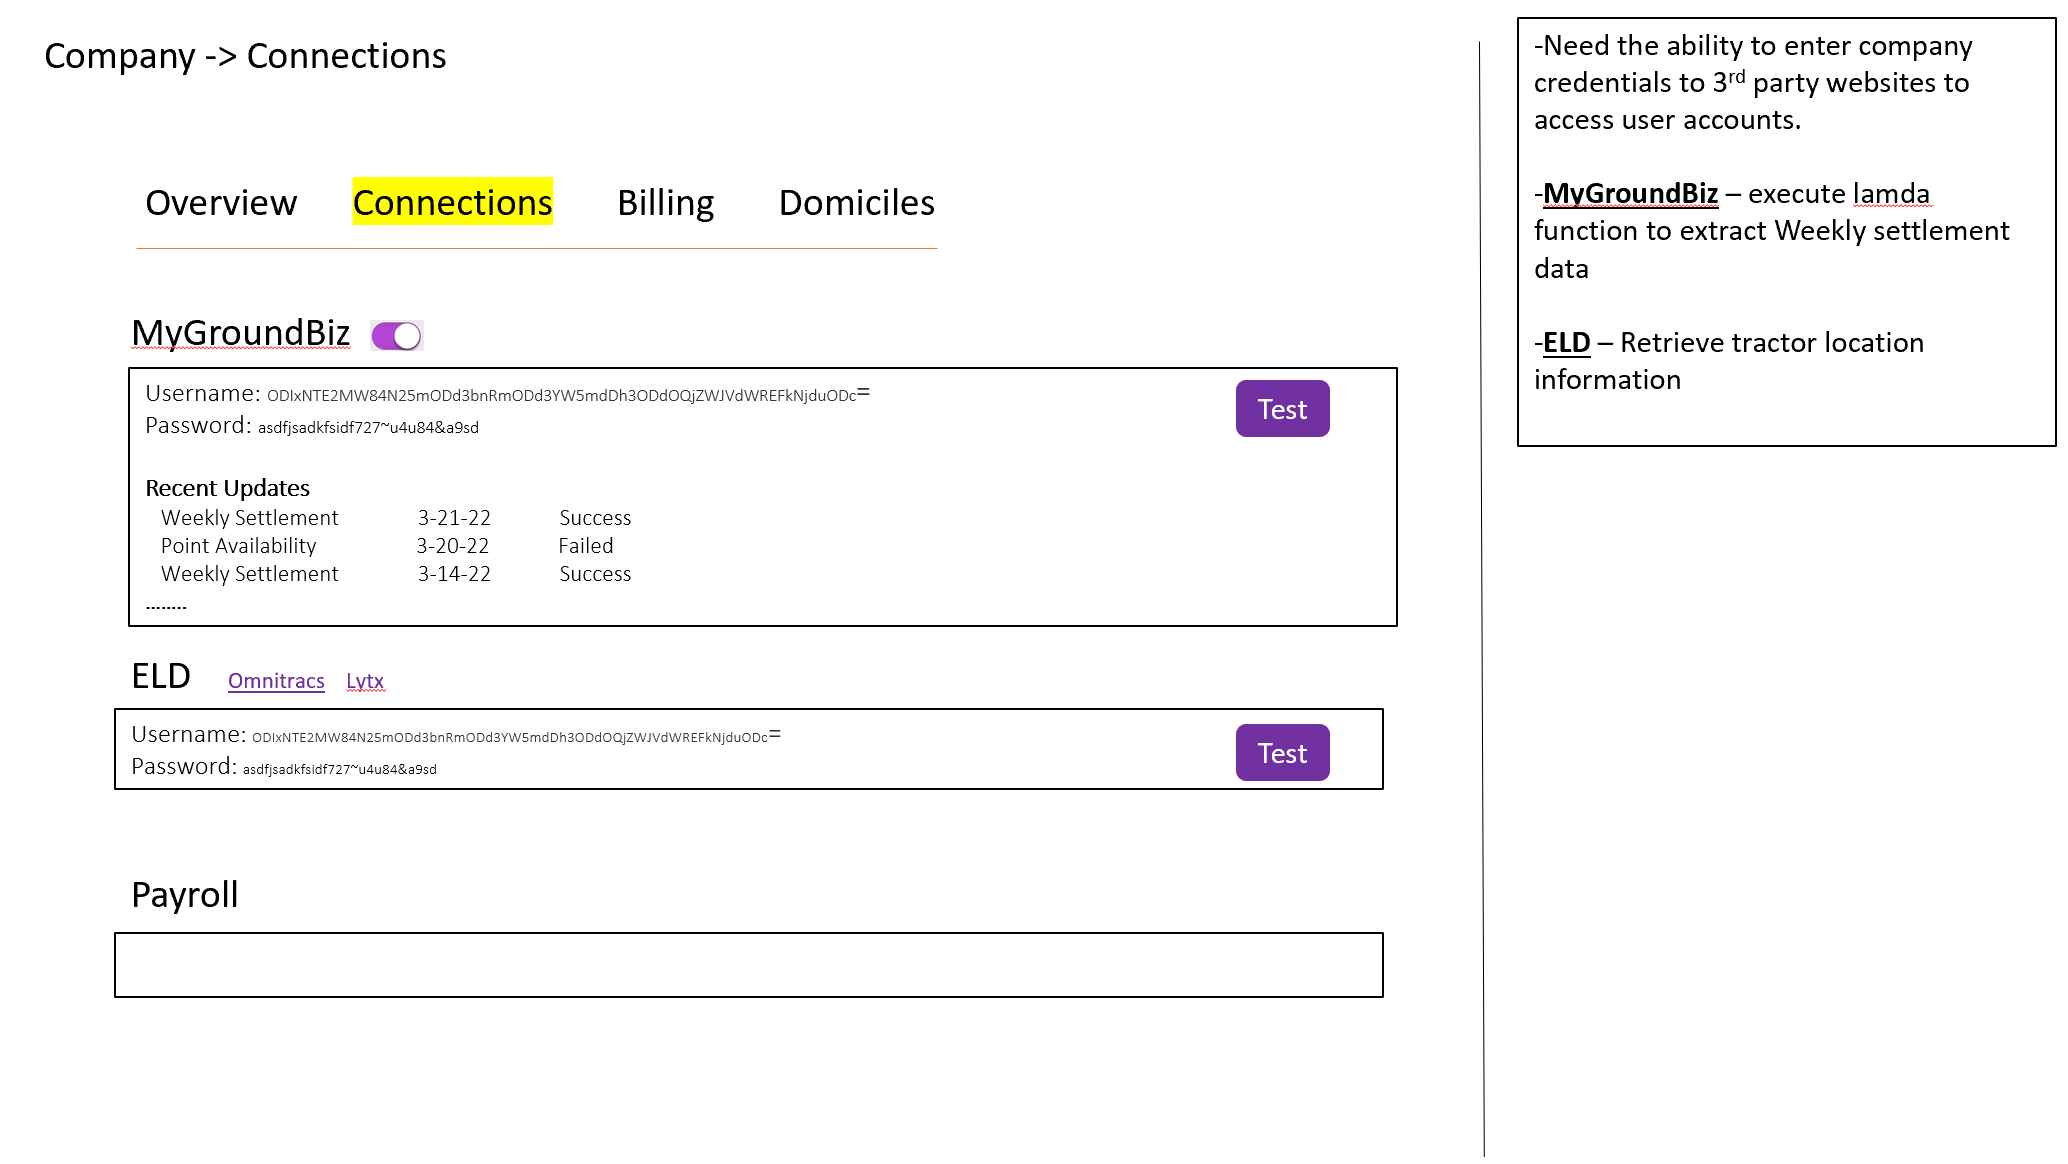 Company -> Connections
Overview Connections Billing Domiciles
MyGroundBiz
Username: ODIxNTE2MW84N25mODd3bnRmODd3YW5mdDh3ODdOQjZWJVdWREFkNjduODc=
Password: asdfjsadkfsidf727~u4u84&a9sd
Test
Recent Updates
Weekly Settlement 3-21-22 Success
Point Availability 3-20-22 Failed
Weekly Settlement 3-14-22 Success
........
ELD Omnitracs Lytx
Username: ODIxNTE2MW84N25mODd3bnRmODd3YW5mdDh3ODdOQjZWJVdWREFkNjduODc=
Password: asdfjsadkfsidf727~u4u84&a9sd
Test
Payroll
-Need the ability to enter company
credentials to 3rd party websites to
access user accounts.
-MyGroundBiz – execute lamda
function to extract Weekly settlement
data
-ELD – Retrieve tractor location
information